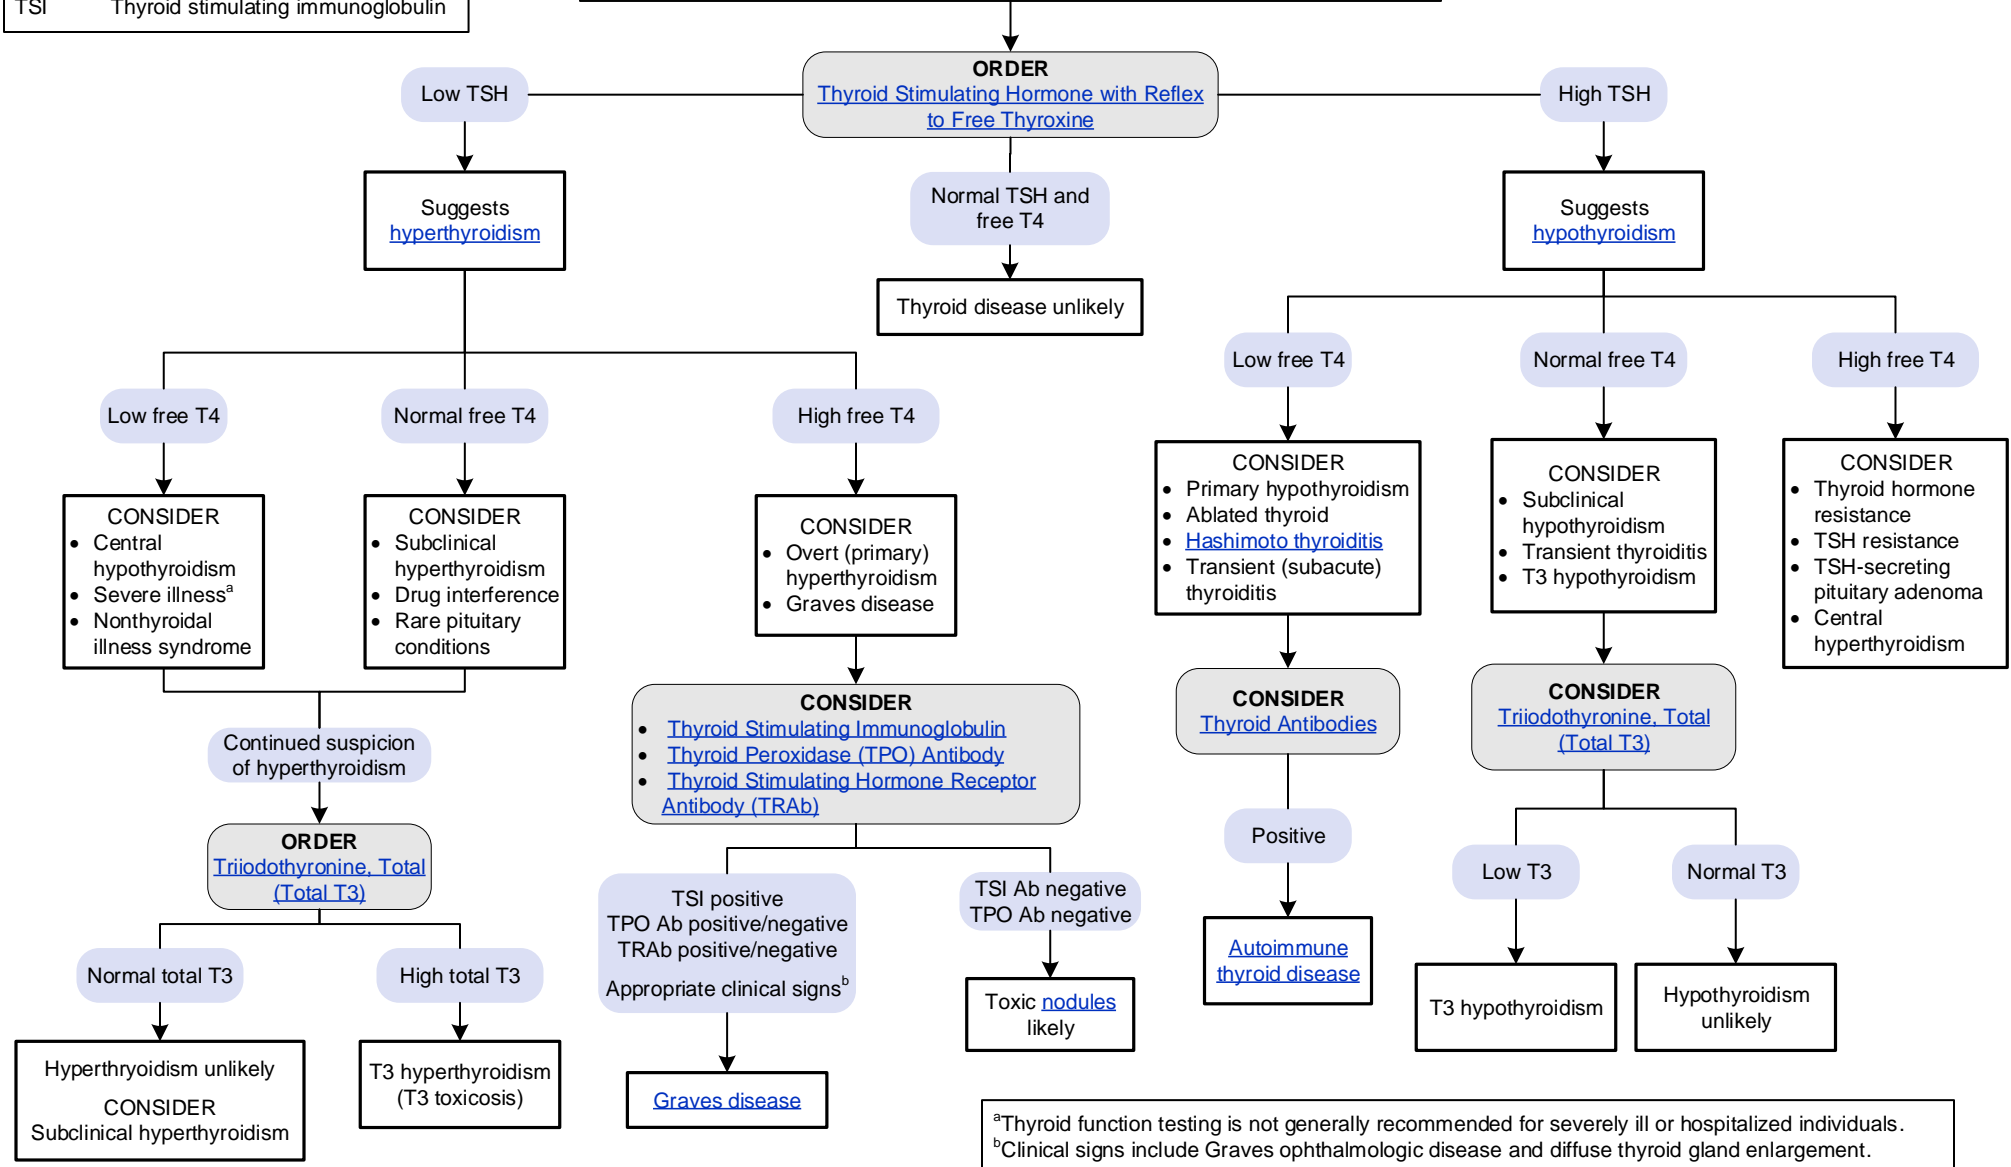 TSI Thyroid stimulating immunoglobulin
ORDER
Thyroid Stimulating Hormone with Reflex
to Free Thyroxine
Low TSH
High TSH
Suggests
hyperthyroidism
Normal TSH and
free T4
Suggests
hypothyroidism
Thyroid disease unlikely
Low free T4
Normal free T4
High free T4
Low free T4
Normal free T4
High free T4
CONSIDER
• Central
hypothyroidism
• Severe illnessᵃ
• Nonthyroidal
illness syndrome
CONSIDER
• Subclinical
hyperthyroidism
• Drug interference
• Rare pituitary
conditions
CONSIDER
• Overt (primary)
hyperthyroidism
• Graves disease
CONSIDER
• Primary hypothyroidism
• Ablated thyroid
• Hashimoto thyroiditis
• Transient (subacute)
thyroiditis
CONSIDER
• Subclinical
hypothyroidism
• Transient thyroiditis
• T3 hypothyroidism
CONSIDER
• Thyroid hormone
resistance
• TSH resistance
• TSH-secreting
pituitary adenoma
• Central
hyperthyroidism
Continued suspicion
of hyperthyroidism
CONSIDER
• Thyroid Stimulating Immunoglobulin
• Thyroid Peroxidase (TPO) Antibody
• Thyroid Stimulating Hormone Receptor
Antibody (TRAb)
CONSIDER
Thyroid Antibodies
CONSIDER
Triiodothyronine, Total
(Total T3)
ORDER
Triiodothyronine, Total
(Total T3)
TSI positive
TPO Ab positive/negative
TRAb positive/negative
Appropriate clinical signsᵇ
TSI Ab negative
TPO Ab negative
Positive
Low T3
Normal T3
Normal total T3
High total T3
Toxic nodules
likely
Autoimmune
thyroid disease
T3 hypothyroidism
Hypothyroidism
unlikely
Hyperthryoidism unlikely
CONSIDER
Subclinical hyperthyroidism
T3 hyperthyroidism
(T3 toxicosis)
Graves disease
ᵃThyroid function testing is not generally recommended for severely ill or hospitalized individuals.
ᵇClinical signs include Graves ophthalmologic disease and diffuse thyroid gland enlargement.